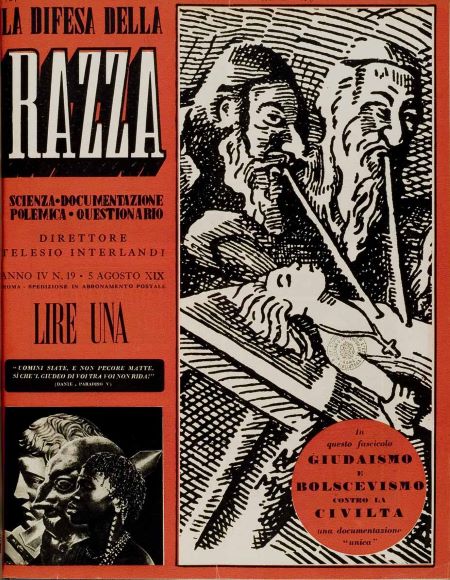 LA DIFESA DELLA
RAZZA
SCIENZA·DOCUMENTAZIONE
POLEMICA·QUESTIONARIO
DIRETTORE
TELESIO INTERLANDI
ANNO IV N. 19 · 5 AGOSTO XIX
ROMA - SPEDIZIONE IN ABBONAMENTO POSTALE
LIRE UNA
"UOMINI SIATE, E NON PECORE MATTE,
SÌ CHE 'L GIUDEO DI VOI TRA VOI NON RIDA!"
(DANTE, PARADISO V)
In
questo fascicolo
GIUDAISMO
E
BOLSCEVISMO
CONTRO LA
CIVILTA
una documentazione
"unica"